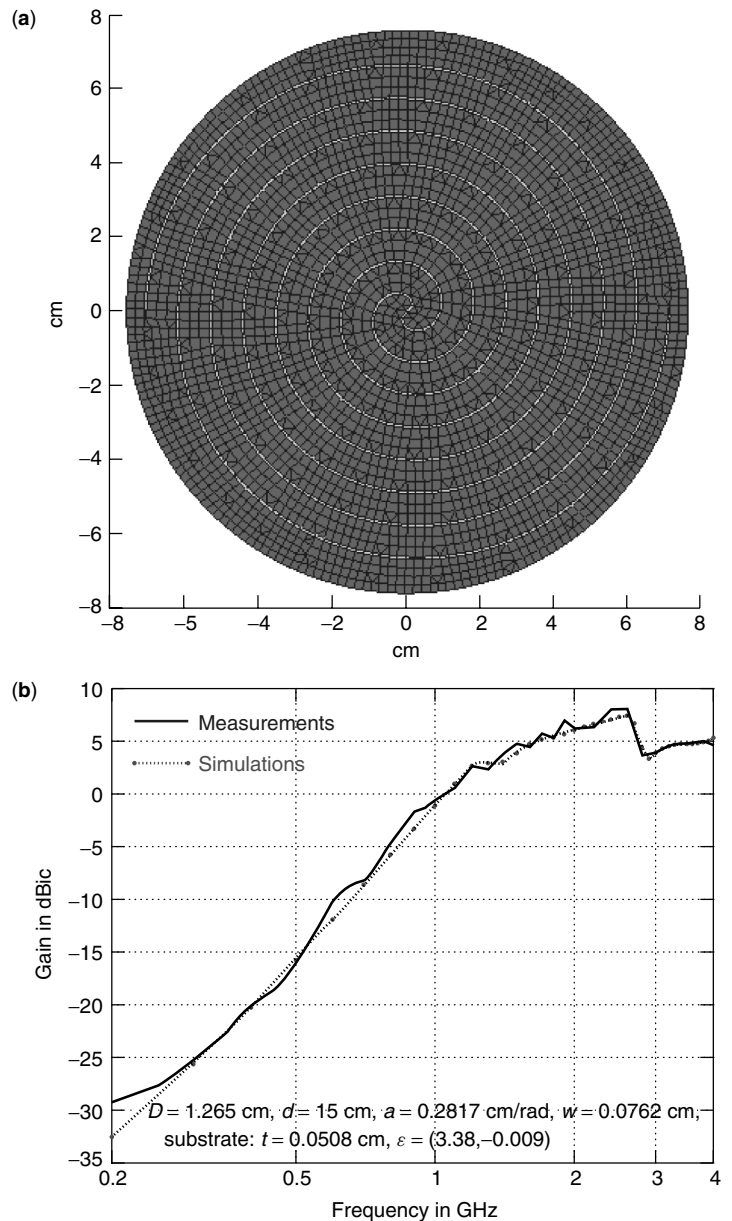 (a)
8
6
4
2
0
−2
−4
−6
−8
cm
−8 −5 −4 −2 0 2 4 6 8
cm
(b)
10
5
0
−5
−10
−15
−20
−25
−30
−35
Gain in dBic
Measurements
Simulations
D = 1.265 cm, d = 15 cm, a = 0.2817 cm/rad, w = 0.0762 cm,
substrate: t = 0.0508 cm, ε = (3.38,−0.009)
0.2 0.5 1 2 3 4
Frequency in GHz